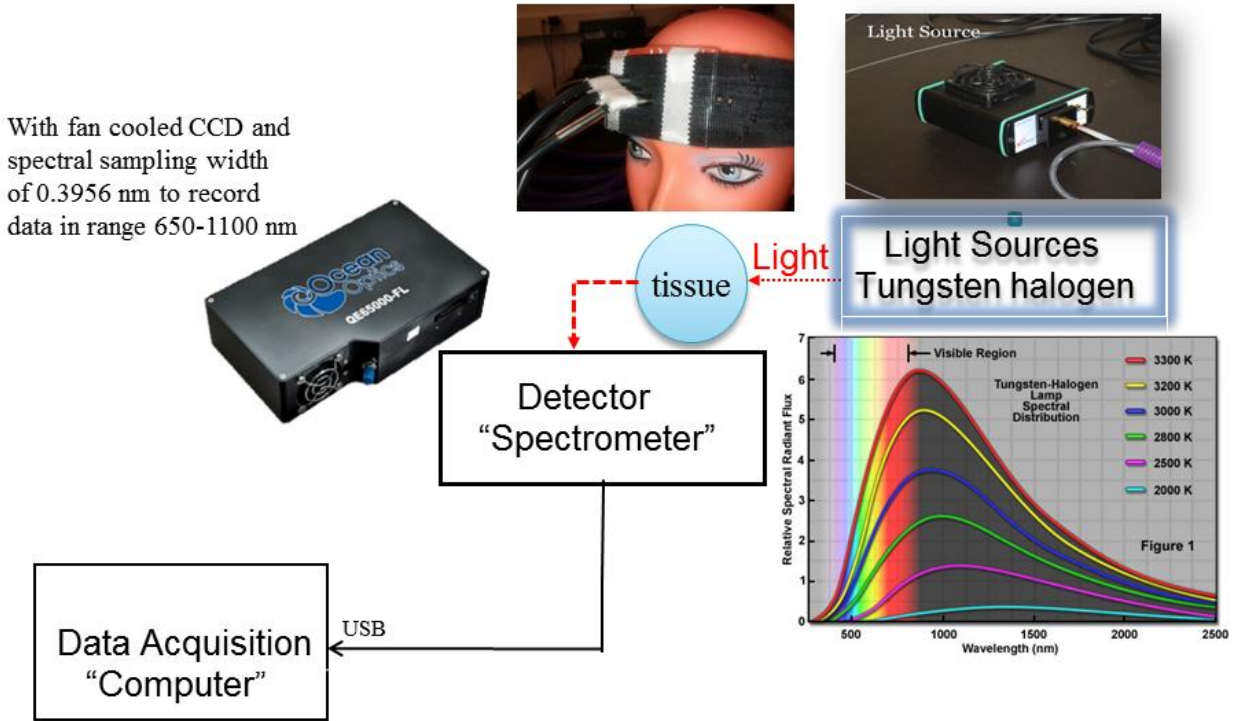 Light Source
With fan cooled CCD and
spectral sampling width
of 0.3956 nm to record
data in range 650-1100 nm
Ocean
Optics
QE65000-FL
tissue
Light
Light Sources
Tungsten halogen
Detector
“Spectrometer”
Data Acquisition
“Computer”
USB
7
6
5
4
3
2
1
0
Relative Spectral Radiant Flux
Visible Region
Tungsten-Halogen
Lamp
Spectral
Distribution
3300 K
3200 K
3000 K
2800 K
2500 K
2000 K
Figure 1
500
1000
1500
2000
2500
Wavelength (nm)